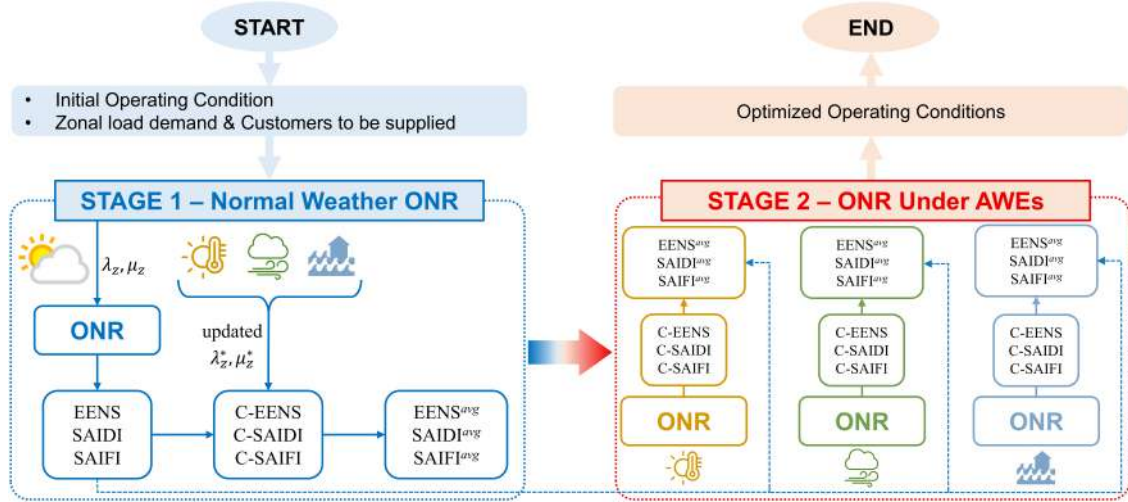 START
• Initial Operating Condition
• Zonal load demand & Customers to be supplied
STAGE 1 – Normal Weather ONR
λz, μz
ONR
updated
λ*z, μ*z
EENS
SAIDI
SAIFI
C-EENS
C-SAIDI
C-SAIFI
EENSavg
SAIDIavg
SAIFIavg
END
Optimized Operating Conditions
STAGE 2 – ONR Under AWEs
EENSavg
SAIDIavg
SAIFIavg
C-EENS
C-SAIDI
C-SAIFI
ONR
EENSavg
SAIDIavg
SAIFIavg
C-EENS
C-SAIDI
C-SAIFI
ONR
EENSavg
SAIDIavg
SAIFIavg
C-EENS
C-SAIDI
C-SAIFI
ONR